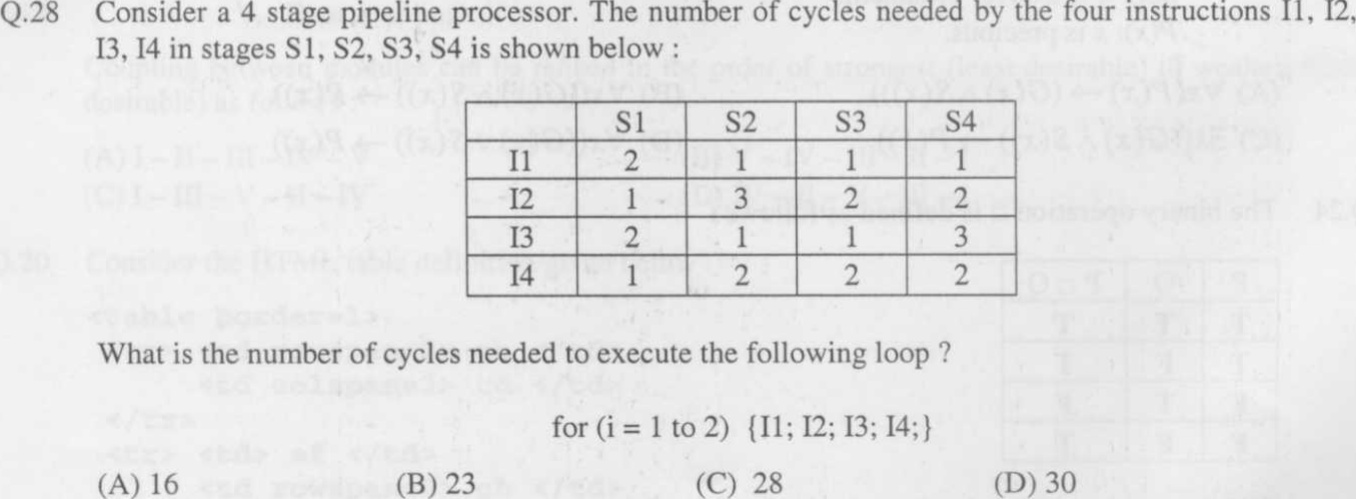 Q.28 Consider a 4 stage pipeline processor. The number of cycles needed by the four instructions I1, I2,
I3, I4 in stages S1, S2, S3, S4 is shown below :
S1 S2 S3 S4
I1 2 1 1 1
I2 1 3 2 2
I3 2 1 1 3
I4 1 2 2 2
What is the number of cycles needed to execute the following loop ?
for (i = 1 to 2) {I1; I2; I3; I4;}
(A) 16 (B) 23 (C) 28 (D) 30